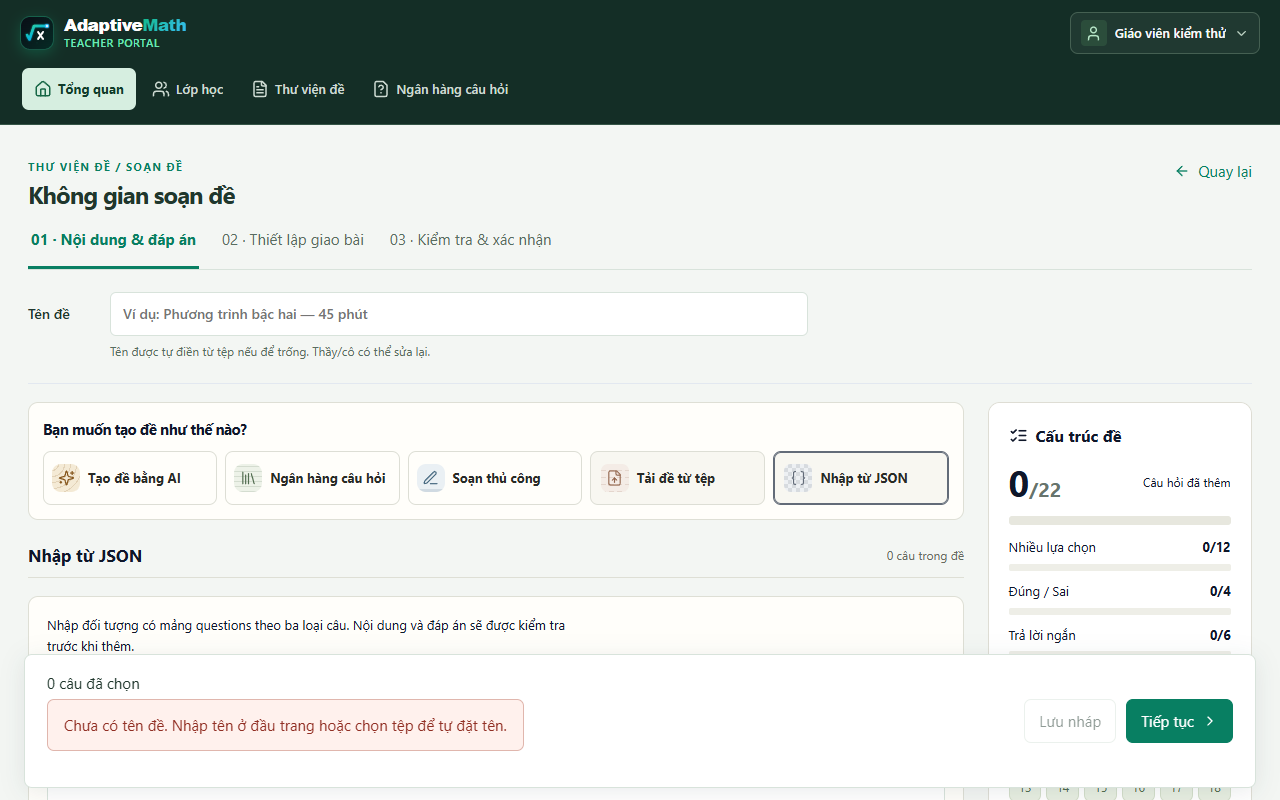 AdaptiveMath
TEACHER PORTAL
Giáo viên kiểm thử
Tổng quan
Lớp học
Thư viện đề
Ngân hàng câu hỏi
THƯ VIỆN ĐỀ / SOẠN ĐỀ
Không gian soạn đề
Quay lại
01 · Nội dung & đáp án
02 · Thiết lập giao bài
03 · Kiểm tra & xác nhận
Tên đề
Ví dụ: Phương trình bậc hai — 45 phút
Tên được tự điền từ tệp nếu để trống. Thầy/cô có thể sửa lại.
Bạn muốn tạo đề như thế nào?
Tạo đề bằng AI
Ngân hàng câu hỏi
Soạn thủ công
Tải đề từ tệp
Nhập từ JSON
Nhập từ JSON
0 câu trong đề
Nhập đối tượng có mảng questions theo ba loại câu. Nội dung và đáp án sẽ được kiểm tra
trước khi thêm.
Cấu trúc đề
0/22
Câu hỏi đã thêm
Nhiều lựa chọn 0/12
Đúng / Sai 0/4
Trả lời ngắn 0/6
0 câu đã chọn
Chưa có tên đề. Nhập tên ở đầu trang hoặc chọn tệp để tự đặt tên.
Lưu nháp
Tiếp tục
13 14 15 16 17 18